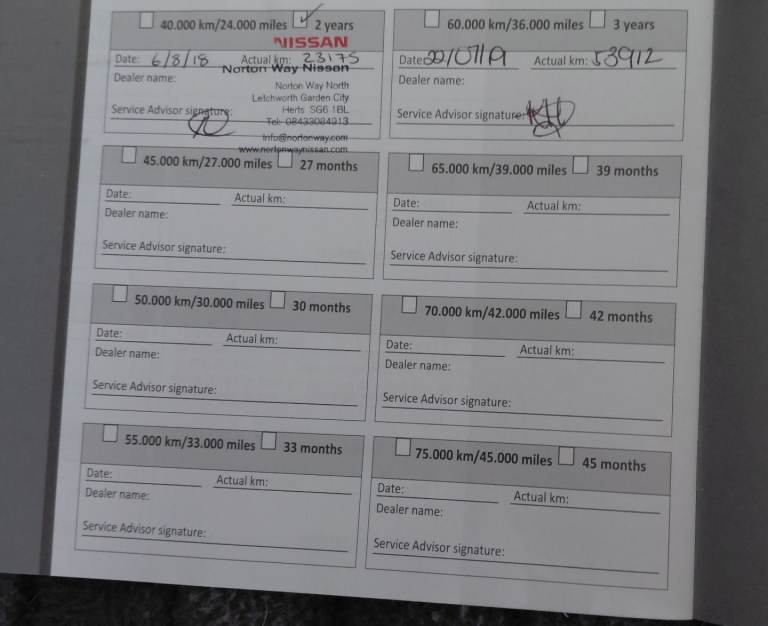 40.000 km/24.000 miles ✓ 2 years
NISSAN
Date: 6/8/18 Actual km: 23175
Norton Way Nissan
Dealer name:
Norton Way North
Letchworth Garden City
Herts SG6 1BL
Service Advisor signature:
Tel: 08433084913
info@nortonway.com
www.nortonwaynissan.com
60.000 km/36.000 miles 3 years
Date: 22/07/19 Actual km: 53912
Dealer name:
Service Advisor signature:
45.000 km/27.000 miles 27 months
Date: Actual km:
Dealer name:
Service Advisor signature:
65.000 km/39.000 miles 39 months
Date: Actual km:
Dealer name:
Service Advisor signature:
50.000 km/30.000 miles 30 months
Date: Actual km:
Dealer name:
Service Advisor signature:
70.000 km/42.000 miles 42 months
Date: Actual km:
Dealer name:
Service Advisor signature:
55.000 km/33.000 miles 33 months
Date: Actual km:
Dealer name:
Service Advisor signature:
75.000 km/45.000 miles 45 months
Date: Actual km:
Dealer name:
Service Advisor signature: